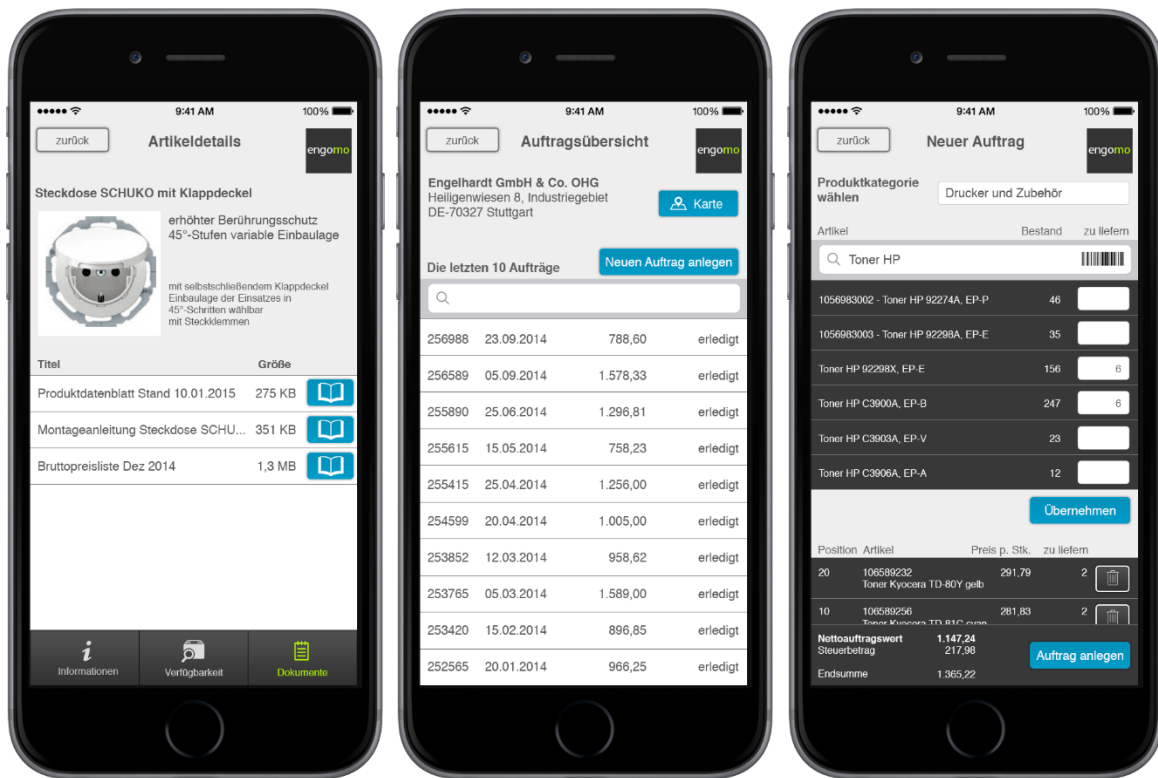 9:41 AM 100%
zurück Artikeldetails engomo
Steckdose SCHUKO mit Klappdeckel
erhöhter Berührungsschutz
45°-Stufen variable Einbaulage
mit selbstschließendem Klappdeckel
Einbaulage der Einsatzes in
45°-Schritten wählbar
mit Steckklemmen
Titel Größe
Produktdatenblatt Stand 10.01.2015 275 KB
Montageanleitung Steckdose SCHU... 351 KB
Bruttopreisliste Dez 2014 1,3 MB
Informationen Verfügbarkeit Dokumente
9:41 AM 100%
zurück Auftragsübersicht engomo
Engelhardt GmbH & Co. OHG
Heiligenwiesen 8, Industriegebiet
DE-70327 Stuttgart
Karte
Die letzten 10 Aufträge Neuen Auftrag anlegen
256988 23.09.2014 788,60 erledigt
256589 05.09.2014 1.578,33 erledigt
255890 25.06.2014 1.296,81 erledigt
255615 15.05.2014 758,23 erledigt
255415 25.04.2014 1.256,00 erledigt
254599 20.04.2014 1.005,00 erledigt
253852 12.03.2014 958,62 erledigt
253765 05.03.2014 1.589,00 erledigt
253420 15.02.2014 896,85 erledigt
252565 20.01.2014 966,25 erledigt
9:41 AM 100%
zurück Neuer Auftrag engomo
Produktkategorie
wählen
Drucker und Zubehör
Artikel Bestand zu liefern
Toner HP
1056983002 - Toner HP 92274A, EP-P 46
1056983003 - Toner HP 92298A, EP-E 35
Toner HP 92298X, EP-E 156 6
Toner HP C3900A, EP-B 247 6
Toner HP C3903A, EP-V 23
Toner HP C3906A, EP-A 12
Übernehmen
Position Artikel Preis p. Stk. zu liefern
20 106589232 291,79 2
Toner Kyocera TD-80Y gelb
10 106589256 281,83 2
Toner Kyocera TD-81C cyan
Nettoauftragswert 1.147,24
Steuerbetrag 217,98
Auftrag anlegen
Endsumme 1.365,22